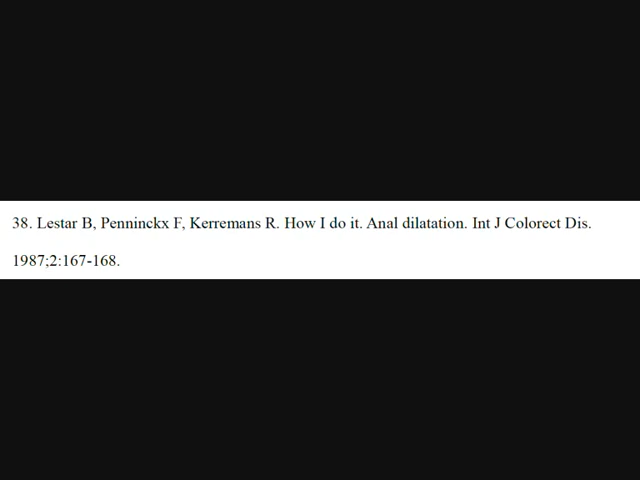 38. Lestar B, Penninckx F, Kerremans R. How I do it. Anal dilatation. Int J Colorect Dis.
1987;2:167-168.